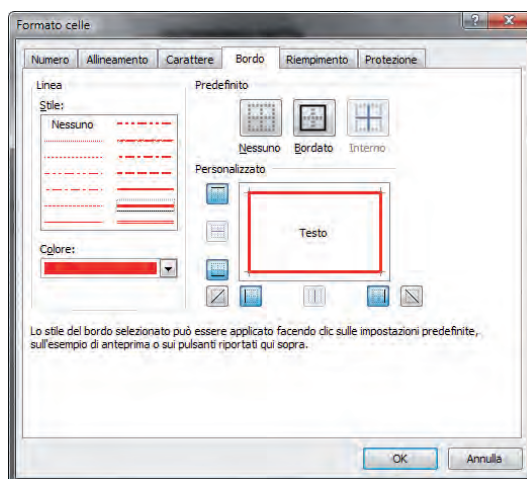 Formato celle
Numero Allineamento Carattere Bordo Riempimento Protezione
Linea
Stile:
Nessuno
Colore:
Predefinito
Nessuno Bordato Interno
Personalizzato
Testo
Lo stile del bordo selezionato può essere applicato facendo clic sulle impostazioni predefinite,
sull'esempio di anteprima o sui pulsanti riportati qui sopra.
OK Annulla